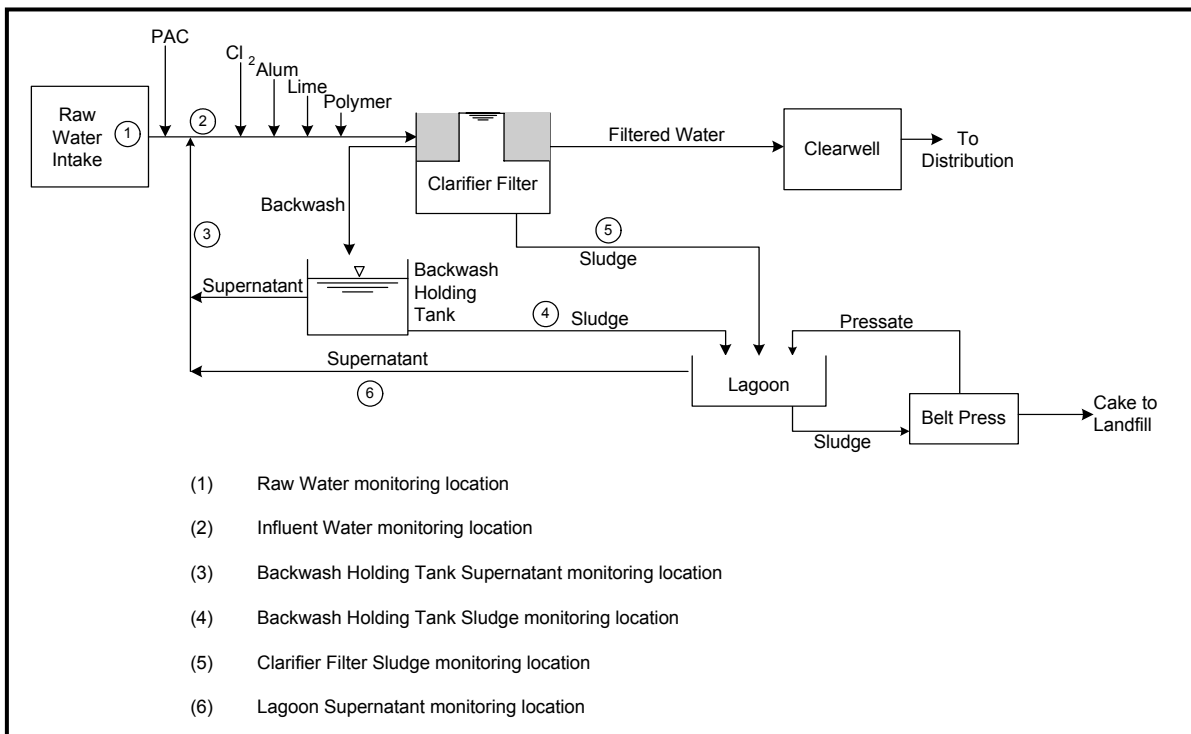 PAC
Cl 2
Alum
Lime
Polymer
Raw
Water
Intake
1
2
Filtered Water
Clearwell
To
Distribution
Clarifier Filter
Backwash
3
5
Sludge
Supernatant
Backwash
Holding
Tank
4
Sludge
Pressate
Supernatant
6
Lagoon
Sludge
Belt Press
Cake to
Landfill
(1) Raw Water monitoring location
(2) Influent Water monitoring location
(3) Backwash Holding Tank Supernatant monitoring location
(4) Backwash Holding Tank Sludge monitoring location
(5) Clarifier Filter Sludge monitoring location
(6) Lagoon Supernatant monitoring location